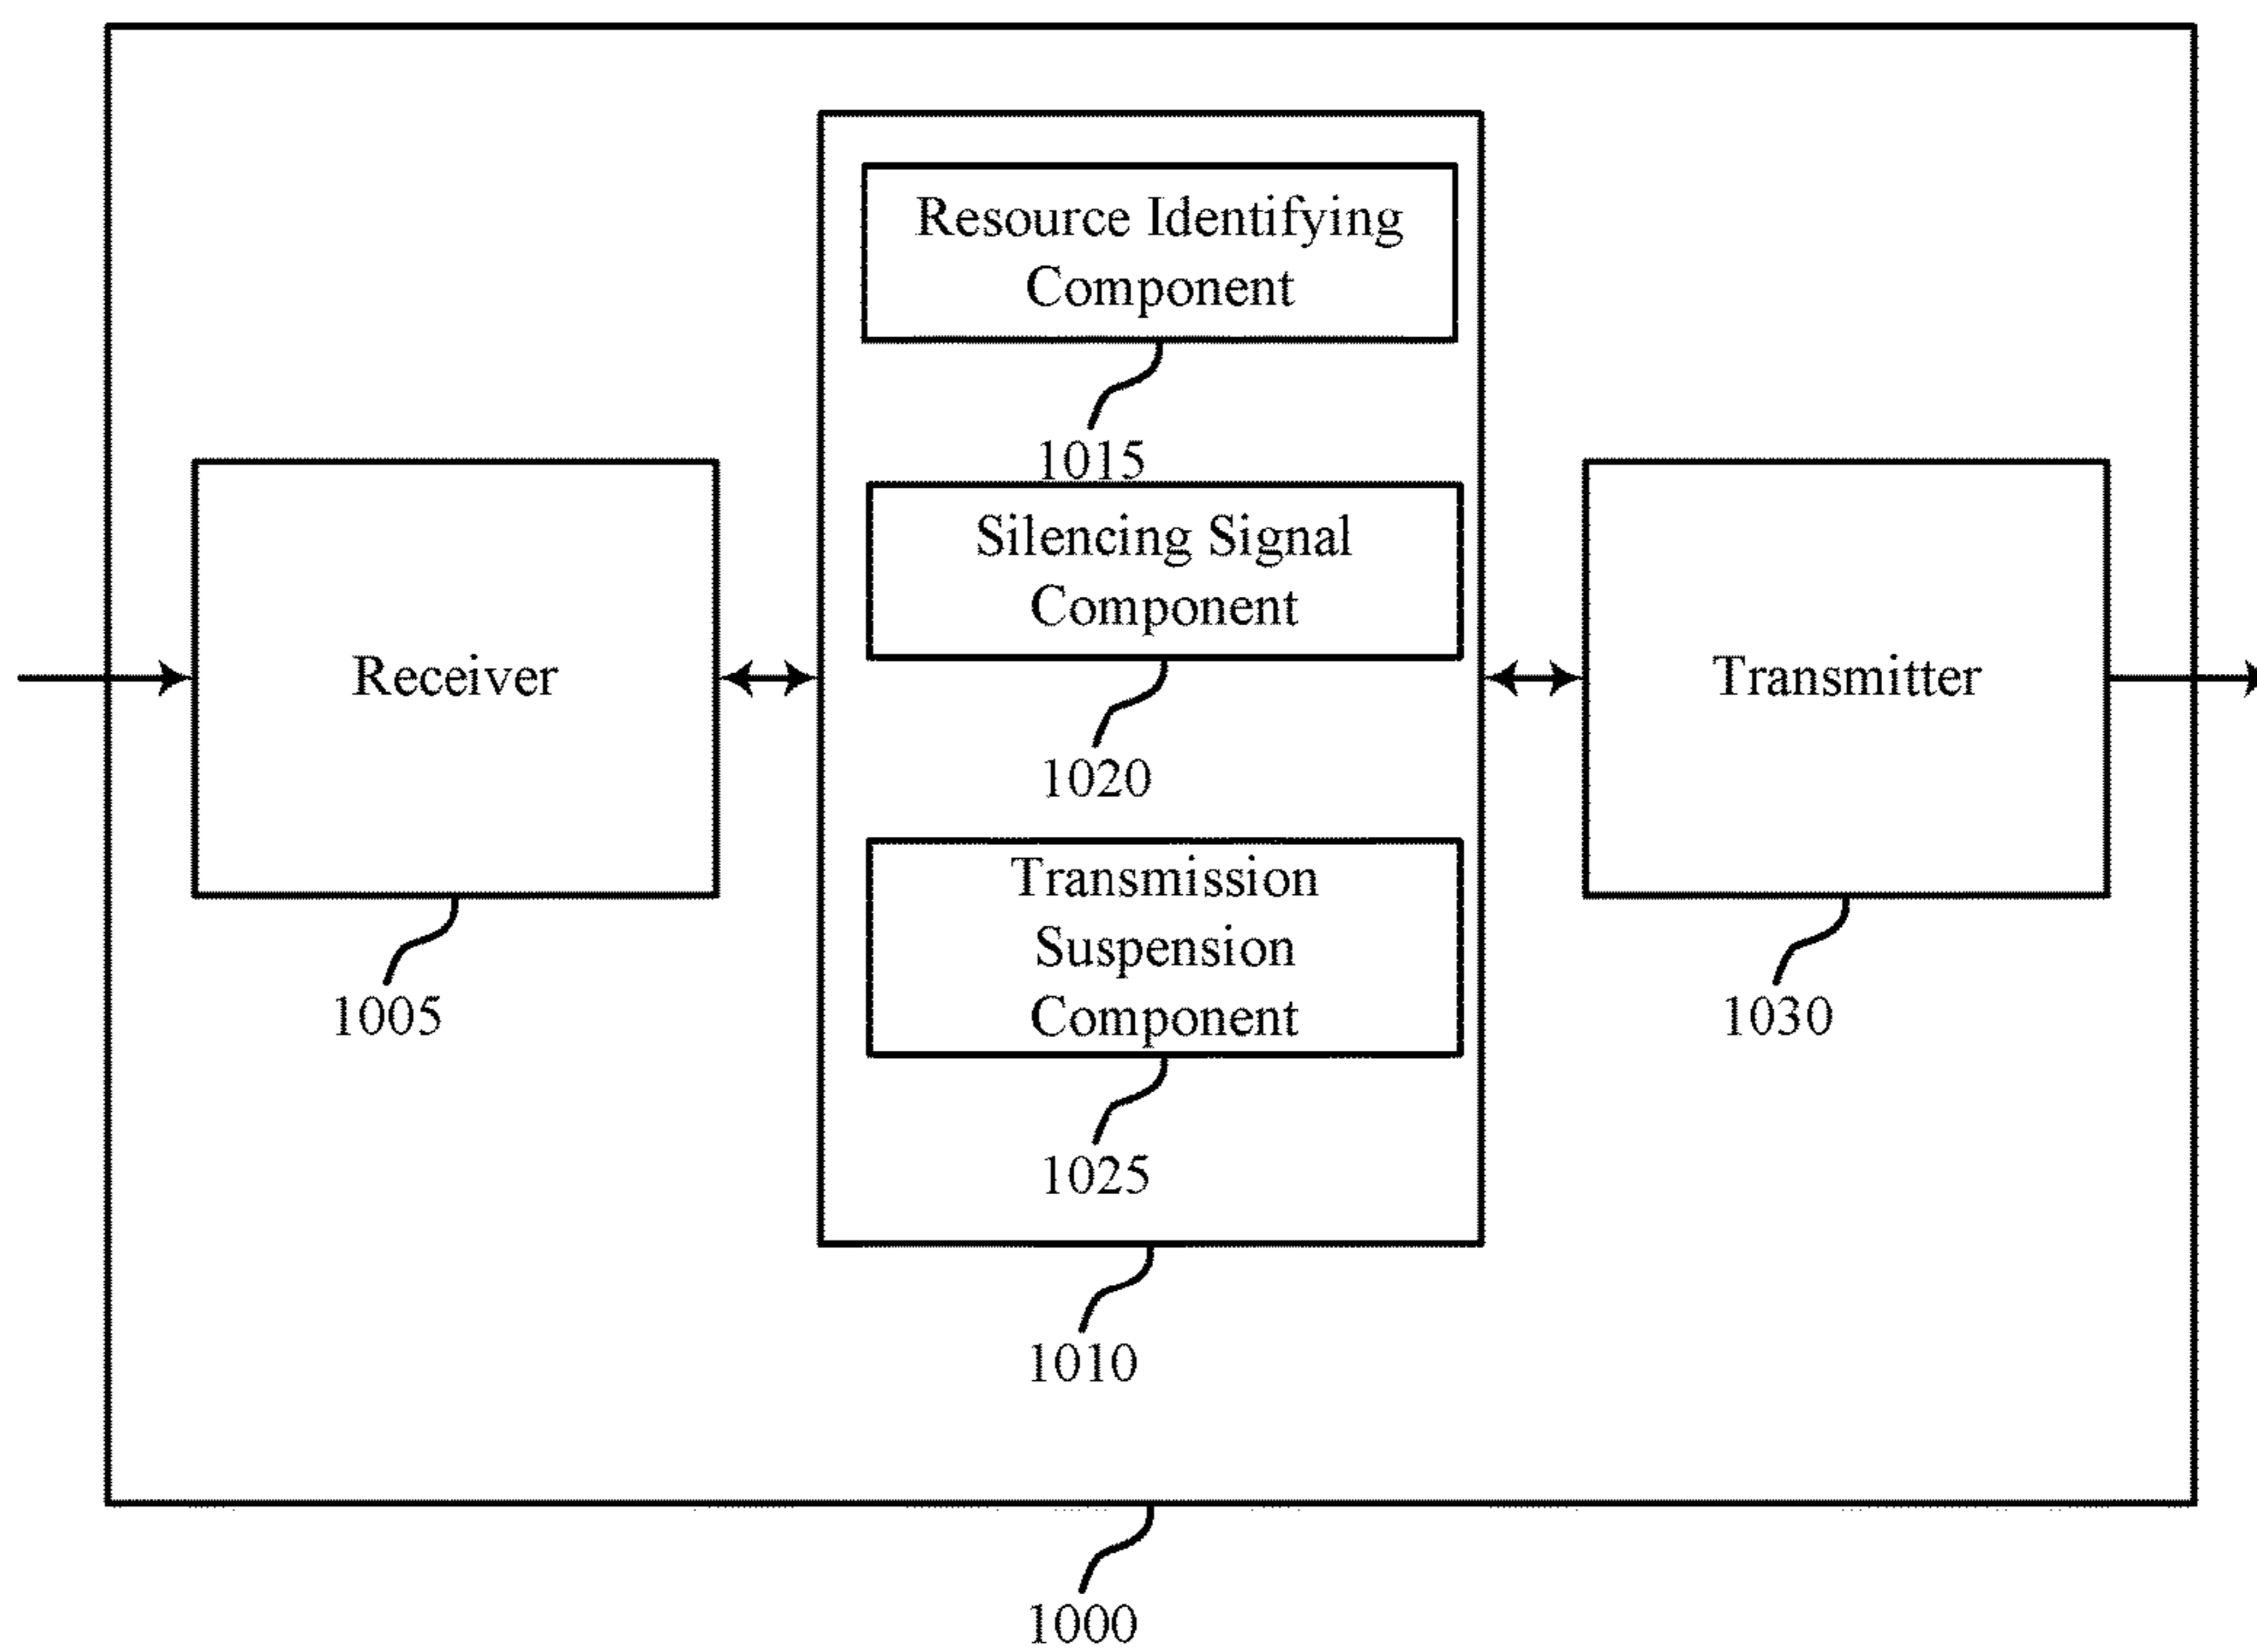 Resource Identifying
Component
1015
Silencing Signal
Component
1020
Receiver
Transmitter
Transmission
Suspension
Component
1005
1030
1025
1010
1000